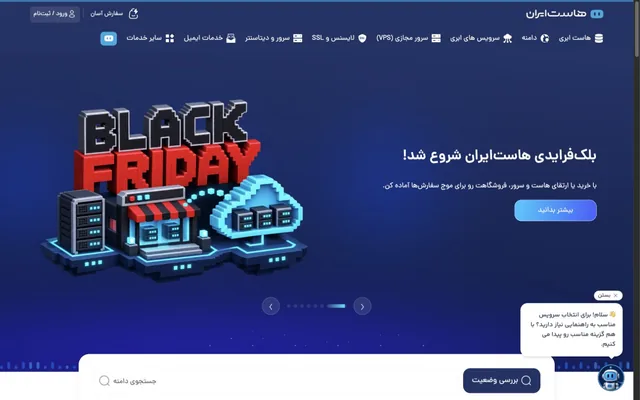 هاست‌ایران
سفارش آسان
ورود / ثبت‌نام
هاست ابری
دامنه
سرویس های ابری
سرور مجازی (VPS)
لایسنس و SSL
سرور و دیتاسنتر
خدمات ایمیل
سایر خدمات
BLACK
FRIDAY
بلک‌فرایدی هاست‌ایران شروع شد!
با خرید یا ارتقای هاست و سرور، فروشگاهت رو برای موج سفارش‌ها آماده کن.
بیشتر بدانید
بستن
👋 سلام! برای انتخاب سرویس
مناسب به راهنمایی نیاز دارید؟ با
هم گزینه مناسب رو پیدا می
کنیم.
جستجوی دامنه
بررسی وضعیت